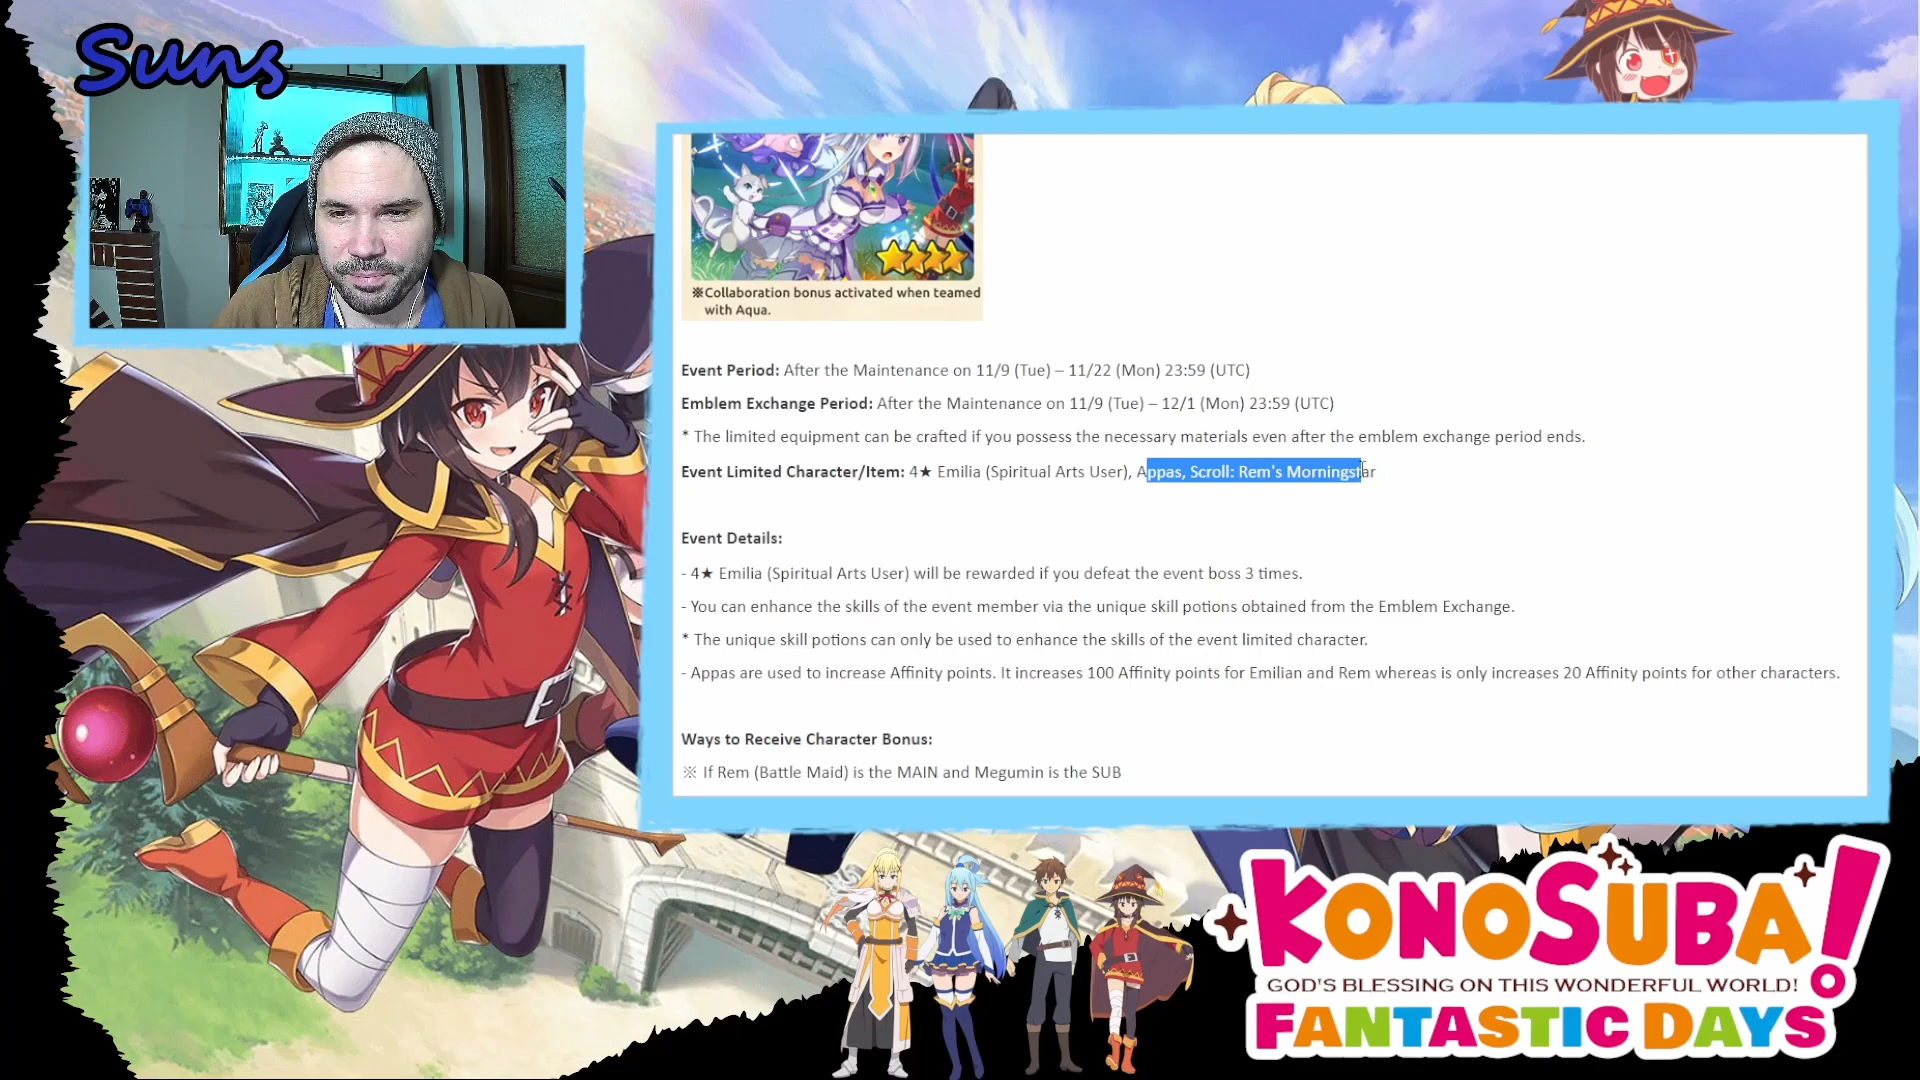 Suns
※Collaboration bonus activated when teamed
with Aqua.
Event Period: After the Maintenance on 11/9 (Tue) – 11/22 (Mon) 23:59 (UTC)
Emblem Exchange Period: After the Maintenance on 11/9 (Tue) – 12/1 (Mon) 23:59 (UTC)
* The limited equipment can be crafted if you possess the necessary materials even after the emblem exchange period ends.
Event Limited Character/Item: 4★ Emilia (Spiritual Arts User), Appas, Scroll: Rem's Morningstar
Event Details:
- 4★ Emilia (Spiritual Arts User) will be rewarded if you defeat the event boss 3 times.
- You can enhance the skills of the event member via the unique skill potions obtained from the Emblem Exchange.
* The unique skill potions can only be used to enhance the skills of the event limited character.
- Appas are used to increase Affinity points. It increases 100 Affinity points for Emilian and Rem whereas is only increases 20 Affinity points for other characters.
Ways to Receive Character Bonus:
※ If Rem (Battle Maid) is the MAIN and Megumin is the SUB
KONOSUBA!
GOD'S BLESSING ON THIS WONDERFUL WORLD!
FANTASTIC DAYS